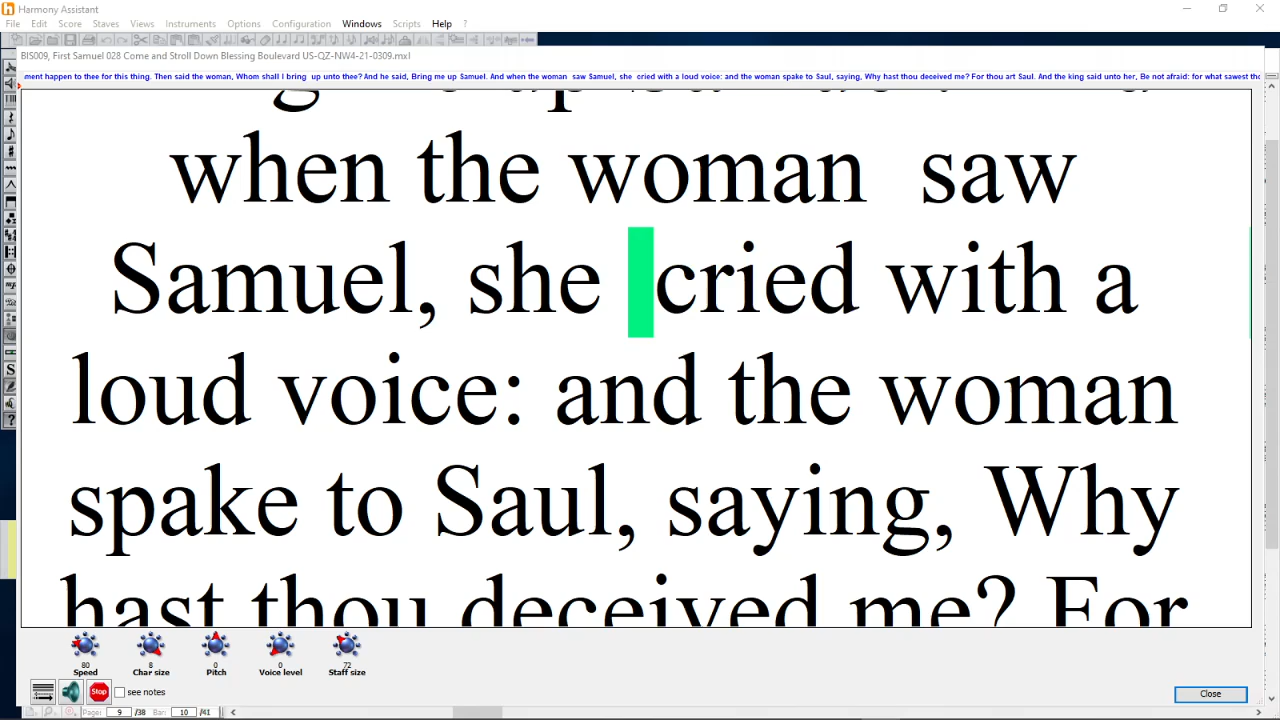 Harmony Assistant
File Edit Score Staves Views Instruments Options Configuration Windows Scripts Help ?
BIS009, First Samuel 028 Come and Stroll Down Blessing Boulevard US-QZ-NW4-21-0309.mxl
ment happen to thee for this thing. Then said the woman, Whom shall I bring  up unto thee? And he said, Bring me up Samuel. And when the woman  saw Samuel, she  cried with a loud voice: and the woman spake to Saul, saying, Why hast thou deceived me? For thou art Saul. And the king said unto her, Be not afraid: for what sawest tho
when the woman  saw
Samuel, she  cried with a
loud voice: and the woman
spake to Saul, saying, Why
hast thou deceived me? For
80 8 0 0 72
Speed Char size Pitch Voice level Staff size
Stop see notes Close
Page: 9 /38 Bar: 10 /41